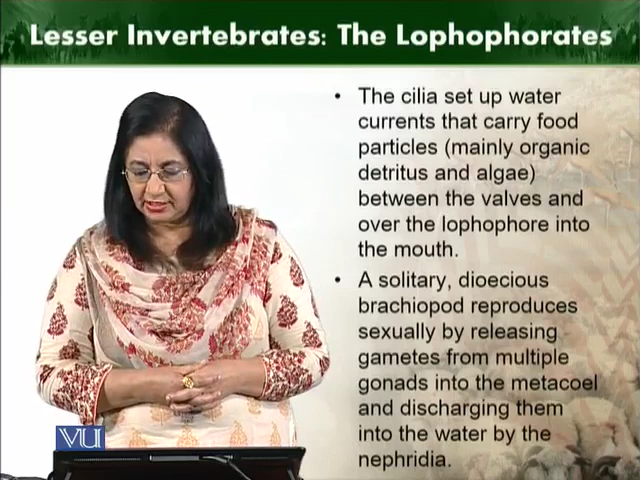 Lesser Invertebrates: The Lophophorates
• The cilia set up water
currents that carry food
particles (mainly organic
detritus and algae)
between the valves and
over the lophophore into
the mouth.
• A solitary, dioecious
brachiopod reproduces
sexually by releasing
gametes from multiple
gonads into the metacoel
and discharging them
into the water by the
nephridia.
VU